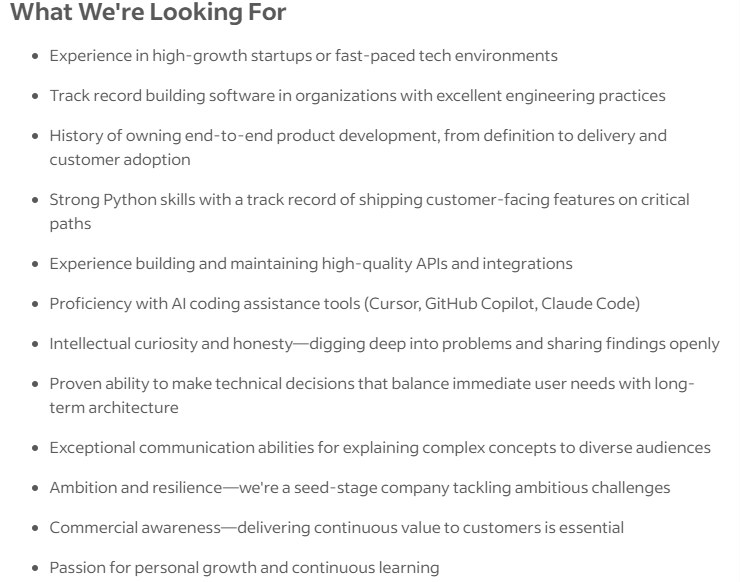 What We're Looking For
• Experience in high-growth startups or fast-paced tech environments
• Track record building software in organizations with excellent engineering practices
• History of owning end-to-end product development, from definition to delivery and
customer adoption
• Strong Python skills with a track record of shipping customer-facing features on critical
paths
• Experience building and maintaining high-quality APIs and integrations
• Proficiency with AI coding assistance tools (Cursor, GitHub Copilot, Claude Code)
• Intellectual curiosity and honesty—digging deep into problems and sharing findings openly
• Proven ability to make technical decisions that balance immediate user needs with long-
term architecture
• Exceptional communication abilities for explaining complex concepts to diverse audiences
• Ambition and resilience—we're a seed-stage company tackling ambitious challenges
• Commercial awareness—delivering continuous value to customers is essential
• Passion for personal growth and continuous learning